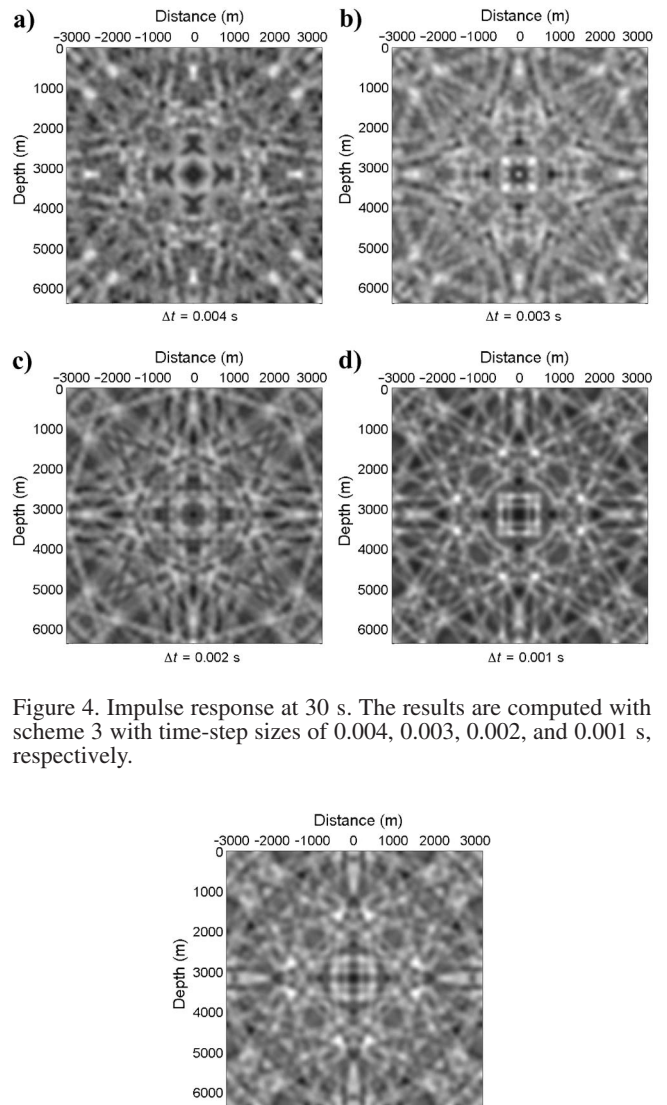 a)
Distance (m)
−3000 −2000 −1000 0 1000 2000 3000
0
1000
2000
3000
4000
5000
6000
Depth (m)
Δt = 0.004 s
b)
Distance (m)
−3000 −2000 −1000 0 1000 2000 3000
0
1000
2000
3000
4000
5000
6000
Depth (m)
Δt = 0.003 s
c)
Distance (m)
−3000 −2000 −1000 0 1000 2000 3000
0
1000
2000
3000
4000
5000
6000
Depth (m)
Δt = 0.002 s
d)
Distance (m)
−3000 −2000 −1000 0 1000 2000 3000
0
1000
2000
3000
4000
5000
6000
Depth (m)
Δt = 0.001 s
Figure 4. Impulse response at 30 s. The results are computed with
scheme 3 with time-step sizes of 0.004, 0.003, 0.002, and 0.001 s,
respectively.
Distance (m)
−3000 −2000 −1000 0 1000 2000 3000
0
1000
2000
3000
4000
5000
6000
Depth (m)